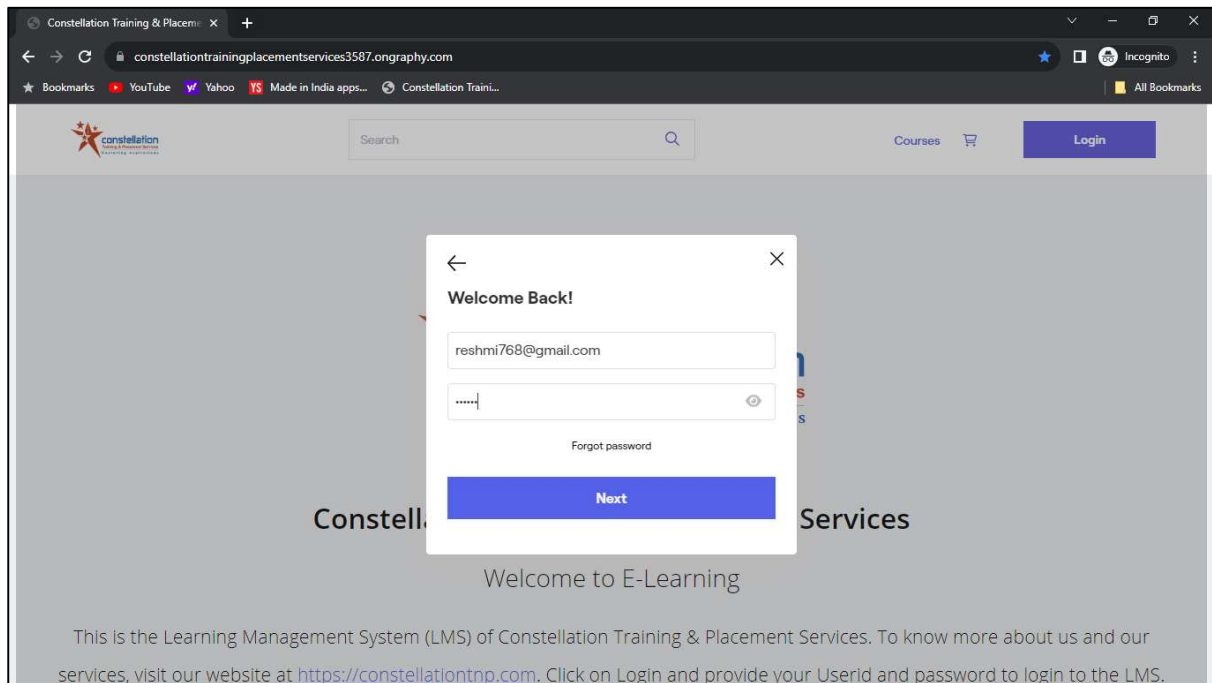 Constellation Training & Placeme
constellationtrainingplacementservices3587.ongraphy.com
Incognito
Bookmarks YouTube Yahoo YS Made in India apps... Constellation Traini... All Bookmarks
constellation
Search
Courses
Login
Welcome Back!
reshmi768@gmail.com
••••••
Forgot password
Next
Constella Services
Welcome to E-Learning
This is the Learning Management System (LMS) of Constellation Training & Placement Services. To know more about us and our
services, visit our website at https://constellationtnp.com. Click on Login and provide your Userid and password to login to the LMS.